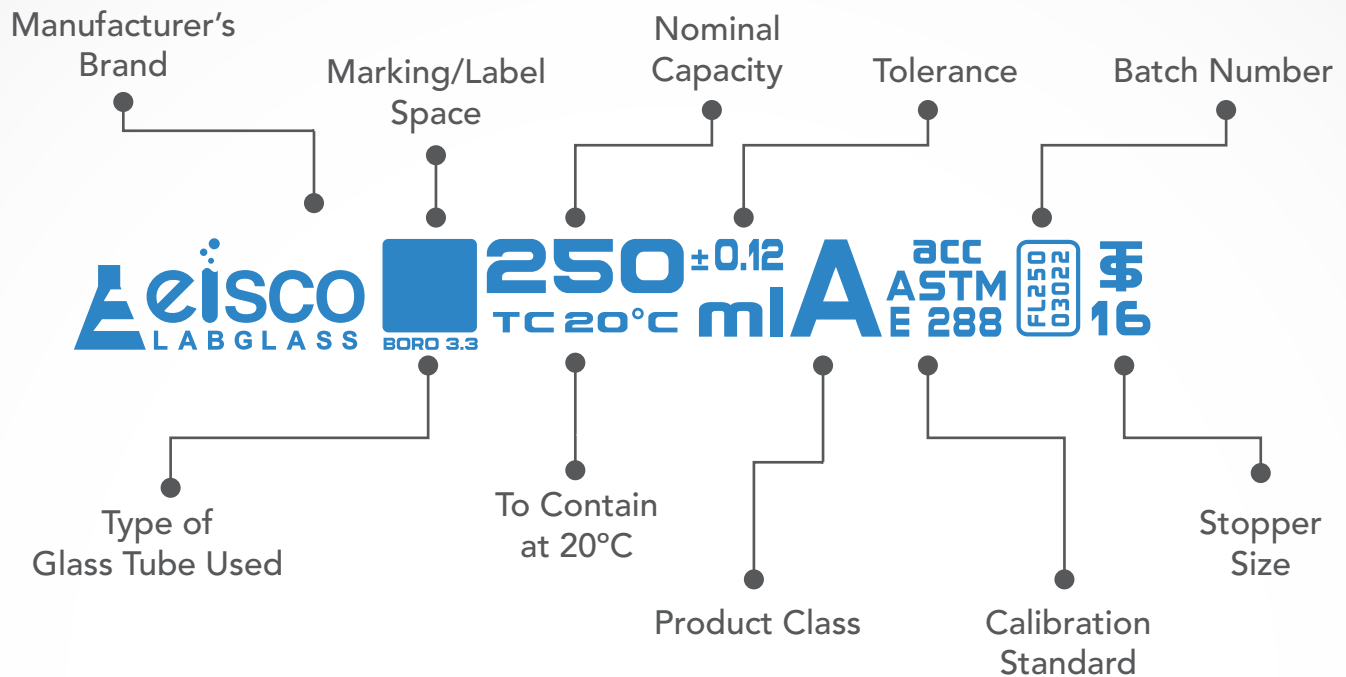 Manufacturer's
Brand
Marking/Label
Space
Nominal
Capacity
Tolerance
Batch Number
eisco
LABGLASS
BORO 3.3
250
±0.12
ml
TC 20°C
A
acc
ASTM
E 288
FL250
03022
TS
16
Type of
Glass Tube Used
To Contain
at 20ºC
Product Class
Calibration
Standard
Stopper
Size